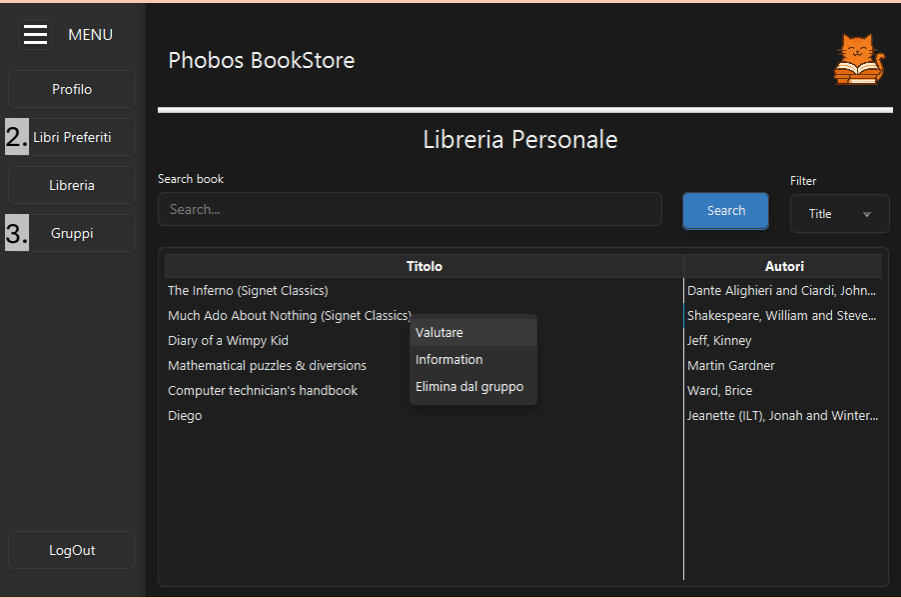 MENU
Profilo
2. Libri Preferiti
Libreria
3. Gruppi
LogOut
Phobos BookStore
Libreria Personale
Search book
Search...
Search
Filter
Title
Titolo Autori
The Inferno (Signet Classics) Dante Alighieri and Ciardi, John...
Much Ado About Nothing (Signet Classics) Shakespeare, William and Steve...
Diary of a Wimpy Kid Jeff, Kinney
Mathematical puzzles & diversions Martin Gardner
Computer technician's handbook Ward, Brice
Diego Jeanette (ILT), Jonah and Winter...
Valutare
Information
Elimina dal gruppo